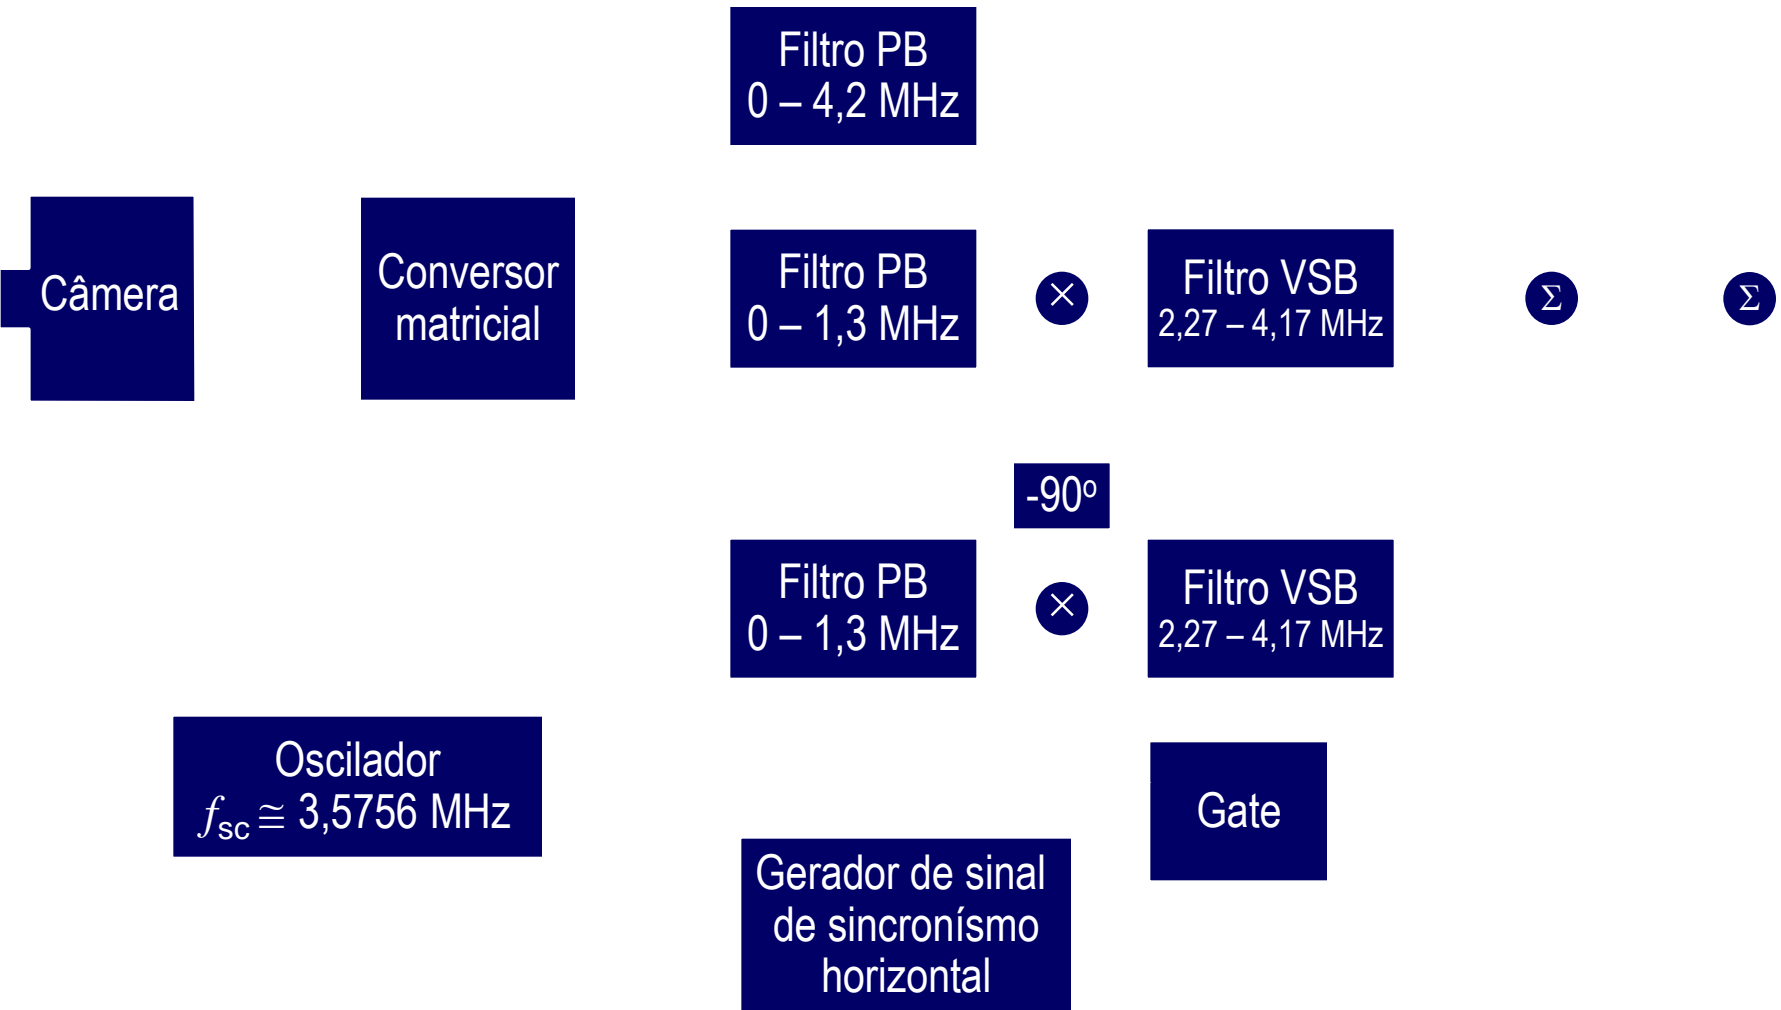 Filtro PB
0 – 4,2 MHz
Câmera
Conversor
matricial
Filtro PB
0 – 1,3 MHz
×
Filtro VSB
2,27 – 4,17 MHz
Σ
Σ
-90º
Filtro PB
0 – 1,3 MHz
×
Filtro VSB
2,27 – 4,17 MHz
Oscilador
fsc ≅ 3,5756 MHz
Gate
Gerador de sinal
de sincronísmo
horizontal